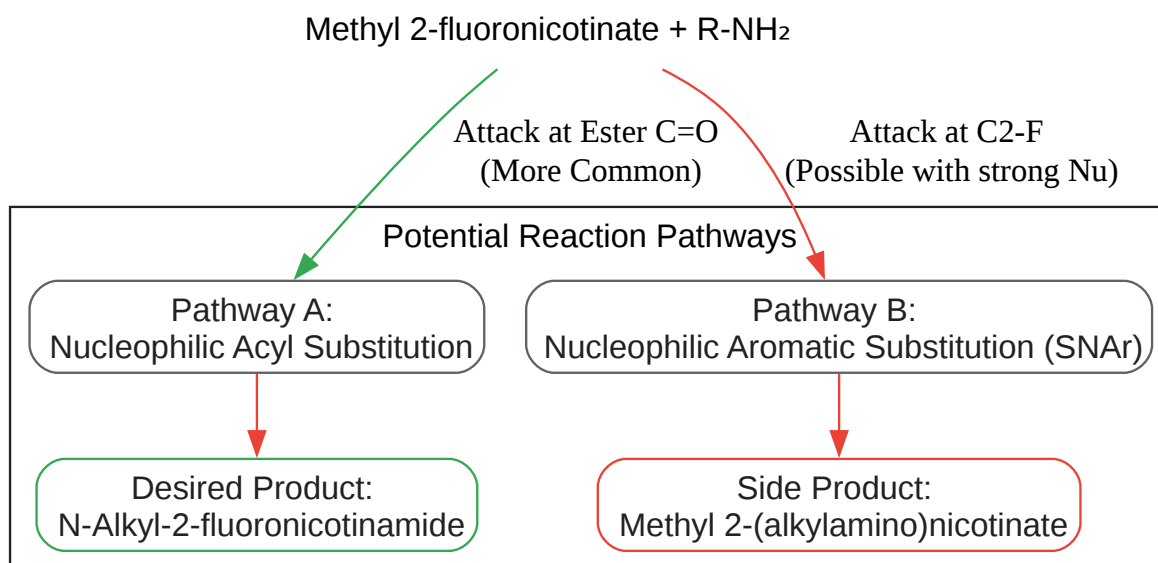 Methyl 2-fluoronicotinate + R-NH₂
Attack at Ester C=O
(More Common)
Attack at C2-F
(Possible with strong Nu)
Potential Reaction Pathways
Pathway A:
Nucleophilic Acyl Substitution
Pathway B:
Nucleophilic Aromatic Substitution (SNAr)
Desired Product:
N-Alkyl-2-fluoronicotinamide
Side Product:
Methyl 2-(alkylamino)nicotinate